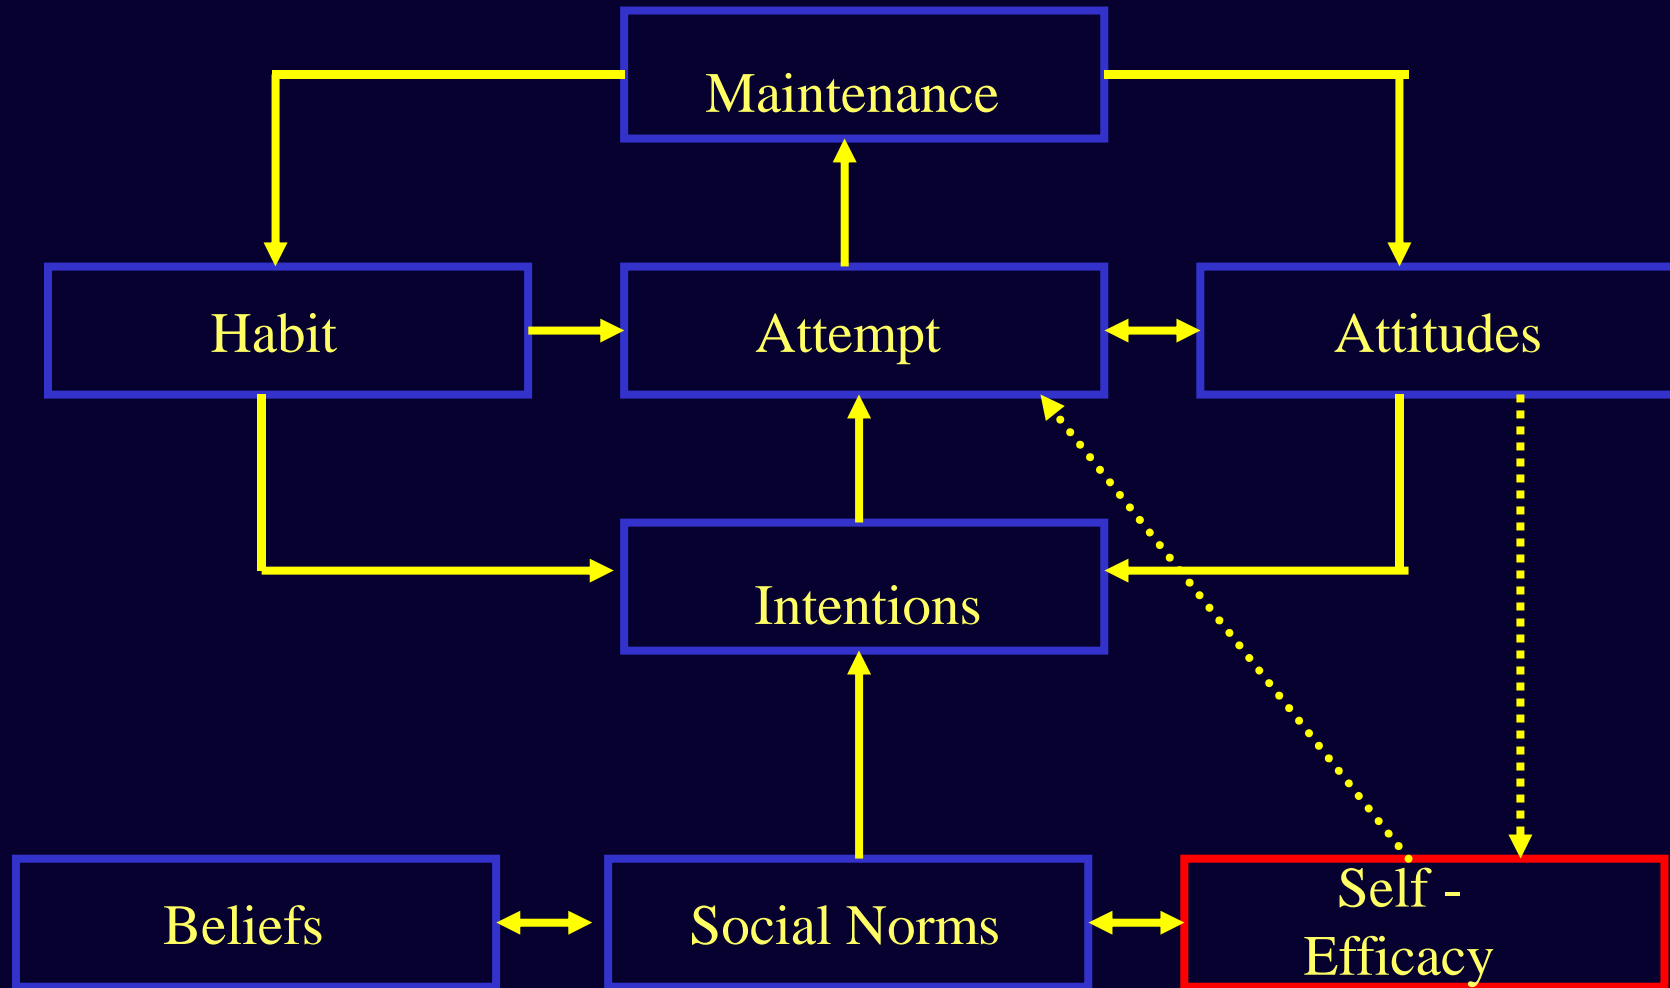 Maintenance
Habit
Attempt
Attitudes
Intentions
Beliefs
Social Norms
Self -
Efficacy